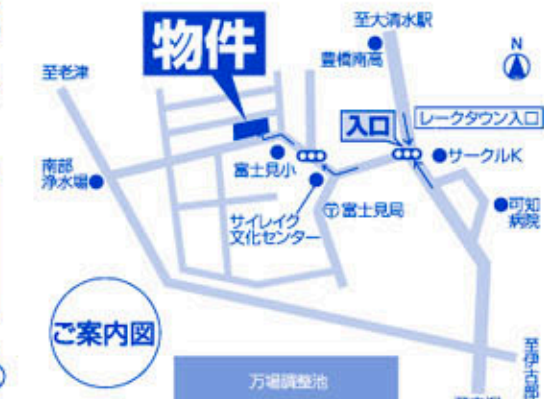 至大清水駅
物件
豊橋南高
N
至老津
入口
レークタウン入口
富士見小
サークルK
南部
浄水場
可知
病院
サイレイク
文化センター
〒富士見局
ご案内図
万場調整池
至伊古部